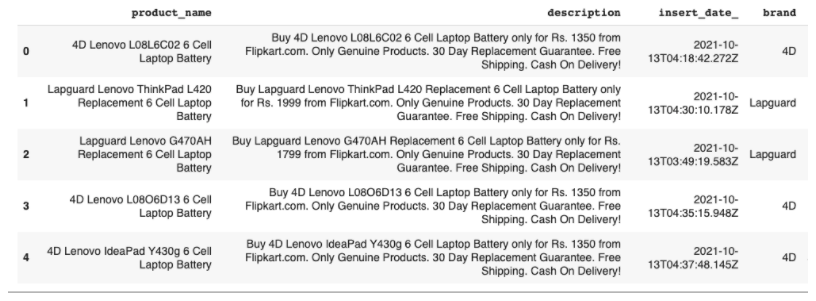 product_name description insert_date_ brand
0 4D Lenovo L08L6C02 6 Cell Laptop Battery Buy 4D Lenovo L08L6C02 6 Cell Laptop Battery only for Rs. 1350 from Flipkart.com. Only Genuine Products. 30 Day Replacement Guarantee. Free Shipping. Cash On Delivery! 2021-10-13T04:18:42.272Z 4D
1 Lapguard Lenovo ThinkPad L420 Replacement 6 Cell Laptop Battery Buy Lapguard Lenovo ThinkPad L420 Replacement 6 Cell Laptop Battery only for Rs. 1999 from Flipkart.com. Only Genuine Products. 30 Day Replacement Guarantee. Free Shipping. Cash On Delivery! 2021-10-13T04:30:10.178Z Lapguard
2 Lapguard Lenovo G470AH Replacement 6 Cell Laptop Battery Buy Lapguard Lenovo G470AH Replacement 6 Cell Laptop Battery only for Rs. 1799 from Flipkart.com. Only Genuine Products. 30 Day Replacement Guarantee. Free Shipping. Cash On Delivery! 2021-10-13T03:49:19.583Z Lapguard
3 4D Lenovo L08O6D13 6 Cell Laptop Battery Buy 4D Lenovo L08O6D13 6 Cell Laptop Battery only for Rs. 1350 from Flipkart.com. Only Genuine Products. 30 Day Replacement Guarantee. Free Shipping. Cash On Delivery! 2021-10-13T04:35:15.948Z 4D
4 4D Lenovo IdeaPad Y430g 6 Cell Laptop Battery Buy 4D Lenovo IdeaPad Y430g 6 Cell Laptop Battery only for Rs. 1350 from Flipkart.com. Only Genuine Products. 30 Day Replacement Guarantee. Free Shipping. Cash On Delivery! 2021-10-13T04:37:48.145Z 4D